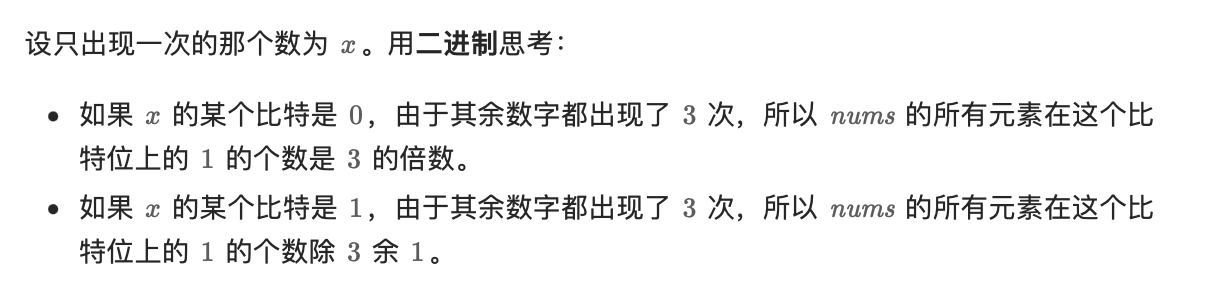 设只出现一次的那个数为 x。用二进制思考：
• 如果 x 的某个比特是 0，由于其余数字都出现了 3 次，所以 nums 的所有元素在这个比
特位上的 1 的个数是 3 的倍数。
• 如果 x 的某个比特是 1，由于其余数字都出现了 3 次，所以 nums 的所有元素在这个比
特位上的 1 的个数除 3 余 1。